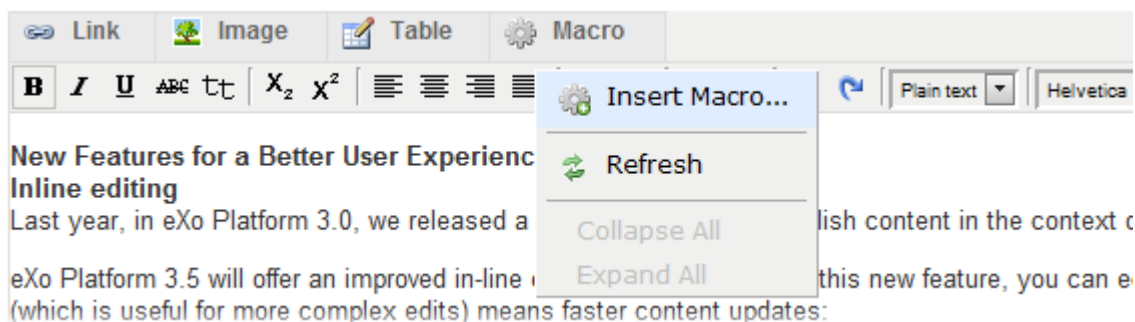 Link Image Table Macro
B I U ABC tt X₂ X² Plain text Helvetica
Insert Macro...
Refresh
Collapse All
Expand All
New Features for a Better User Experienc
Inline editing
Last year, in eXo Platform 3.0, we released a lish content in the context
eXo Platform 3.5 will offer an improved in-line this new feature, you can e
(which is useful for more complex edits) means faster content updates: